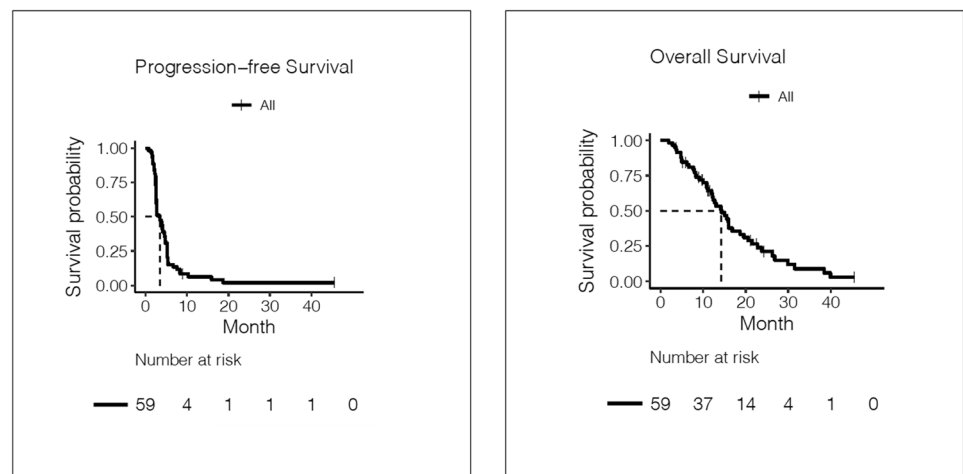 Progression–free Survival
All
Survival probability
1.00
0.75
0.50
0.25
0.00
0 10 20 30 40
Month
Number at risk
59 4 1 1 1 0
Overall Survival
All
Survival probability
1.00
0.75
0.50
0.25
0.00
0 10 20 30 40
Month
Number at risk
59 37 14 4 1 0